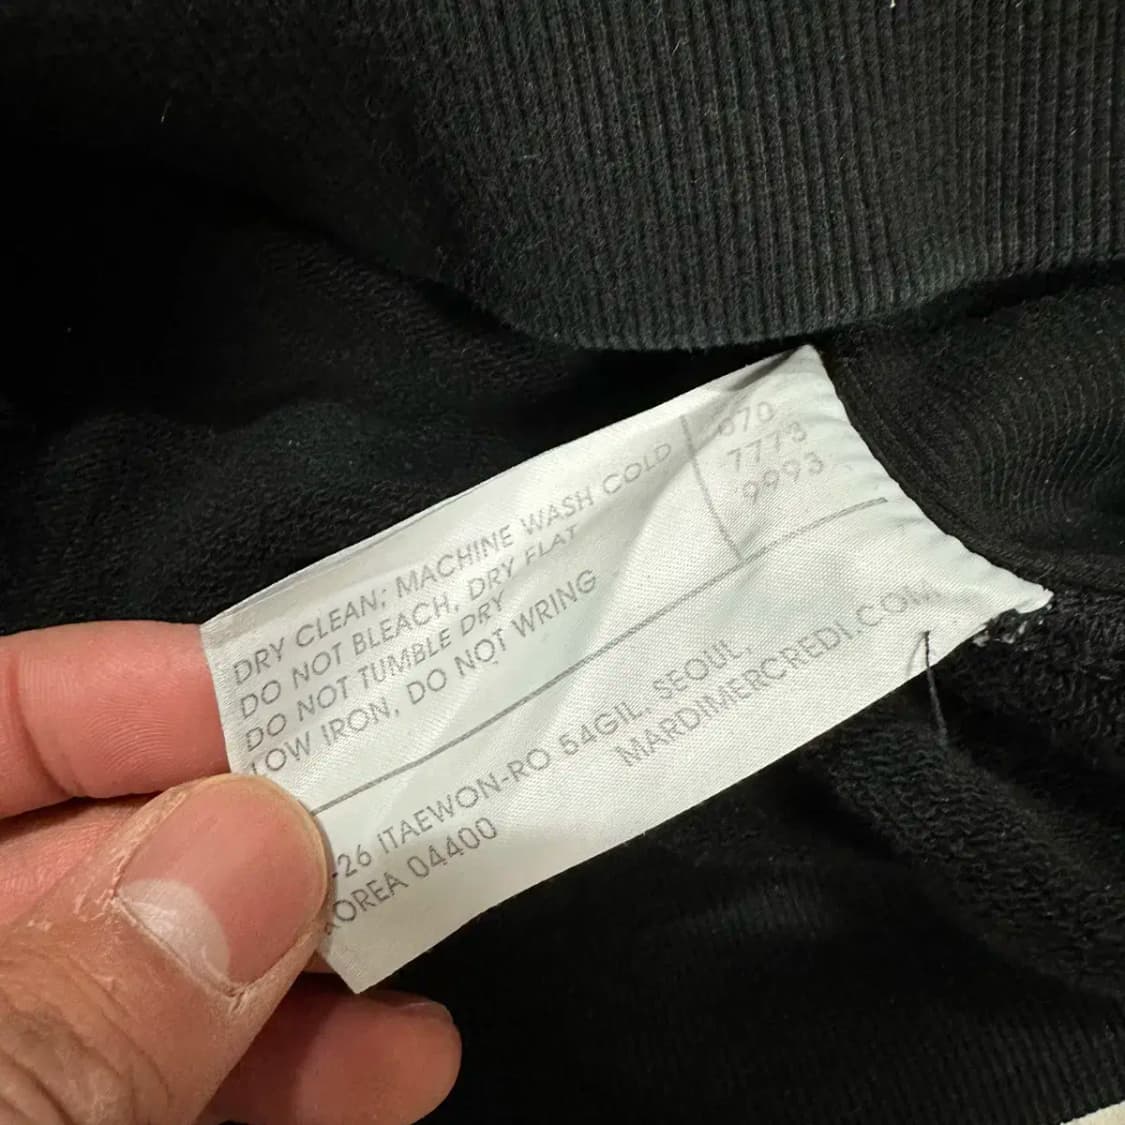 DRY CLEAN; MACHINE WASH COLD
DO NOT BLEACH, DRY FLAT
DO NOT TUMBLE DRY
LOW IRON, DO NOT WRING
070
7773
9993
-26 ITAEWON-RO 54GIL, SEOUL,
KOREA 04400
MARDIMERCREDI.COM